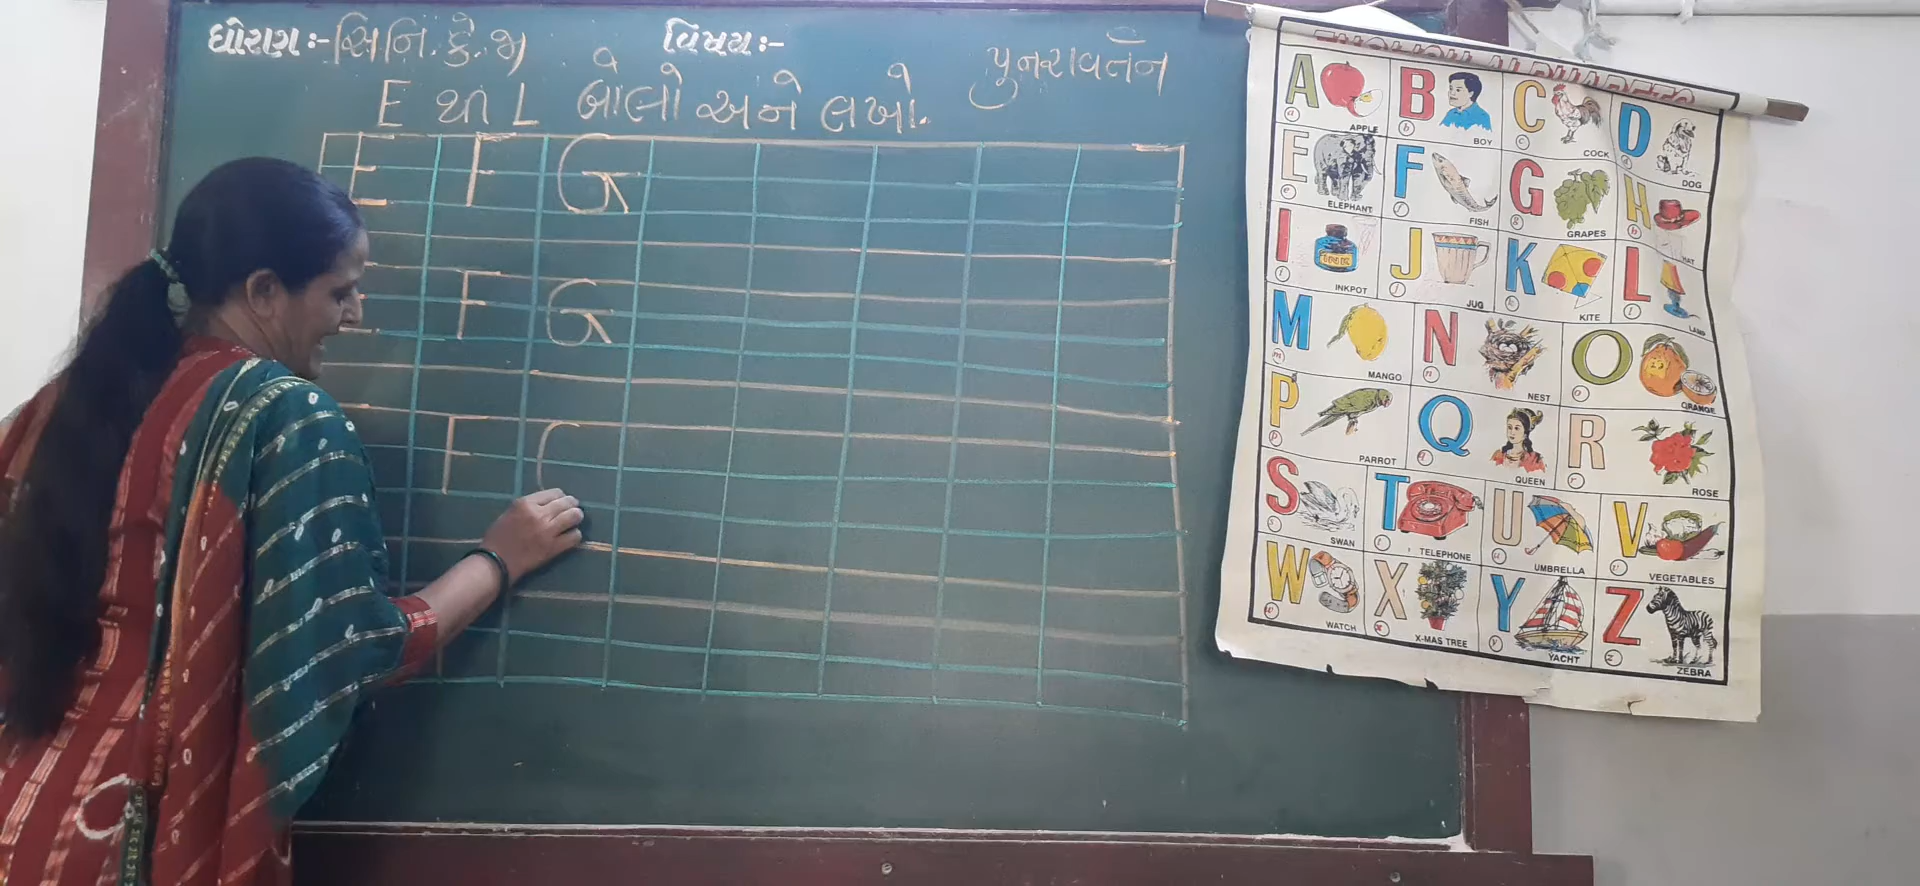 ધોરણ :- સિનિ. કે. જી વિષય :- પુનરાવર્તન
E થી L બોલો અને લખો.
E F G
F G
F C
A a APPLE B b BOY C c COCK D d DOG
E e ELEPHANT F f FISH G g GRAPES H h HAT
I i INK INKPOT J j JUG K k KITE L l LAMP
M m MANGO N n NEST O o ORANGE
P p PARROT Q q QUEEN R r ROSE
S s SWAN T t TELEPHONE U u UMBRELLA V v VEGETABLES
W w WATCH X x X-MAS TREE Y y YACHT Z z ZEBRA